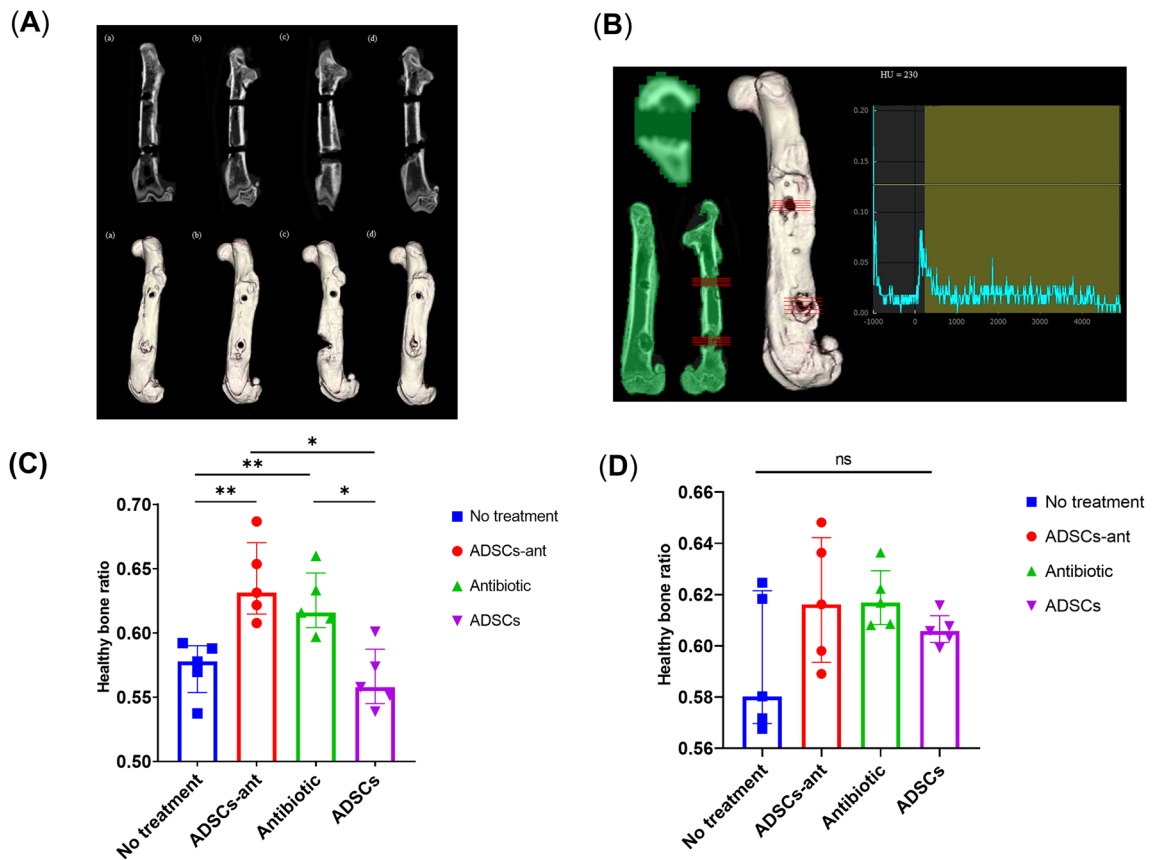 (A)
(a) (b) (c) (d)
(a) (b) (c) (d)
(B)
HU = 230
0.20
0.15
0.10
0.05
0.00
-1000 0 1000 2000 3000 4000
(C)
*
**
** *
Healthy bone ratio
0.70
0.65
0.60
0.55
0.50
No treatment
ADSCs-ant
Antibiotic
ADSCs
No treatment
ADSCs-ant
Antibiotic
ADSCs
(D)
ns
Healthy bone ratio
0.66
0.64
0.62
0.60
0.58
0.56
No treatment
ADSCs-ant
Antibiotic
ADSCs
No treatment
ADSCs-ant
Antibiotic
ADSCs